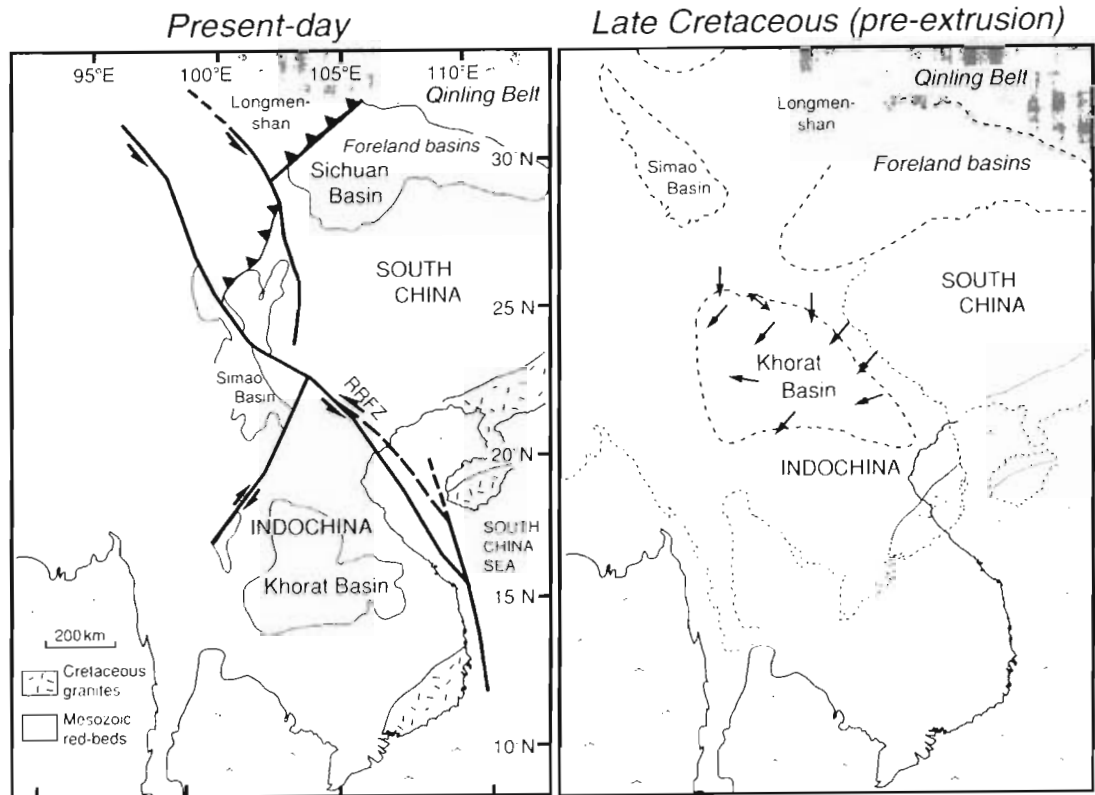 Present-day
95°E
100°E
105°E
110°E
Qinling Belt
Longmen-
shan
Foreland basins
30°N
Sichuan
Basin
SOUTH
CHINA
25°N
Simao
Basin
RRFZ
20°N
INDOCHINA
SOUTH
CHINA
SEA
Khorat Basin
15°N
200 km
Cretaceous
granites
Mesozoic
red-beds
10°N
Late Cretaceous (pre-extrusion)
Qinling Belt
Longmen-
shan
Foreland basins
Simao
Basin
SOUTH
CHINA
Khorat
Basin
INDOCHINA